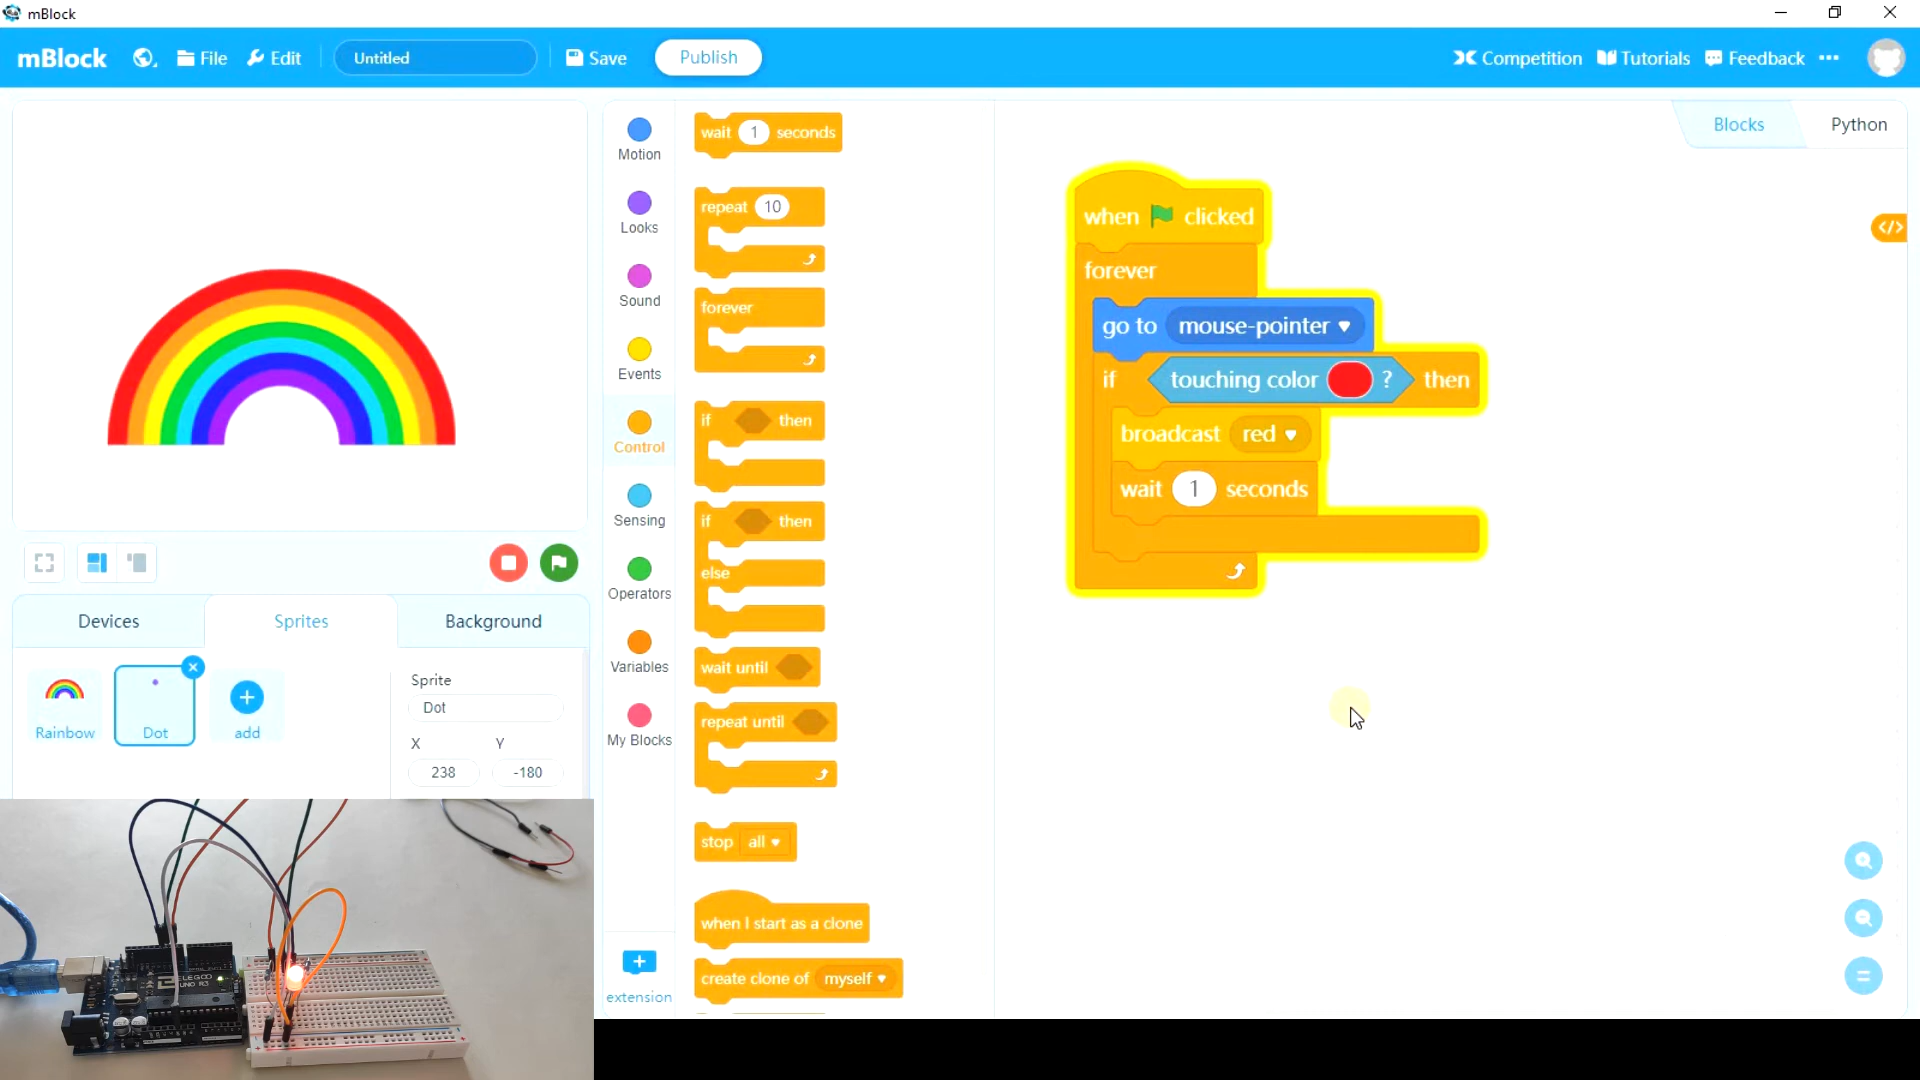 mBlock
mBlock File Edit Untitled Save Publish Competition Tutorials Feedback
Blocks Python
</>
Motion
Looks
Sound
Events
Control
Sensing
Operators
Variables
My Blocks
extension
wait 1 seconds
repeat 10
forever
if then
if then
else
wait until
repeat until
stop all
when I start as a clone
create clone of myself
when clicked
forever
go to mouse-pointer
if touching color ? then
broadcast red
wait 1 seconds
Devices Sprites Background
Rainbow Dot add
Sprite
Dot
X Y
238 -180
ELEGOO
UNO R3